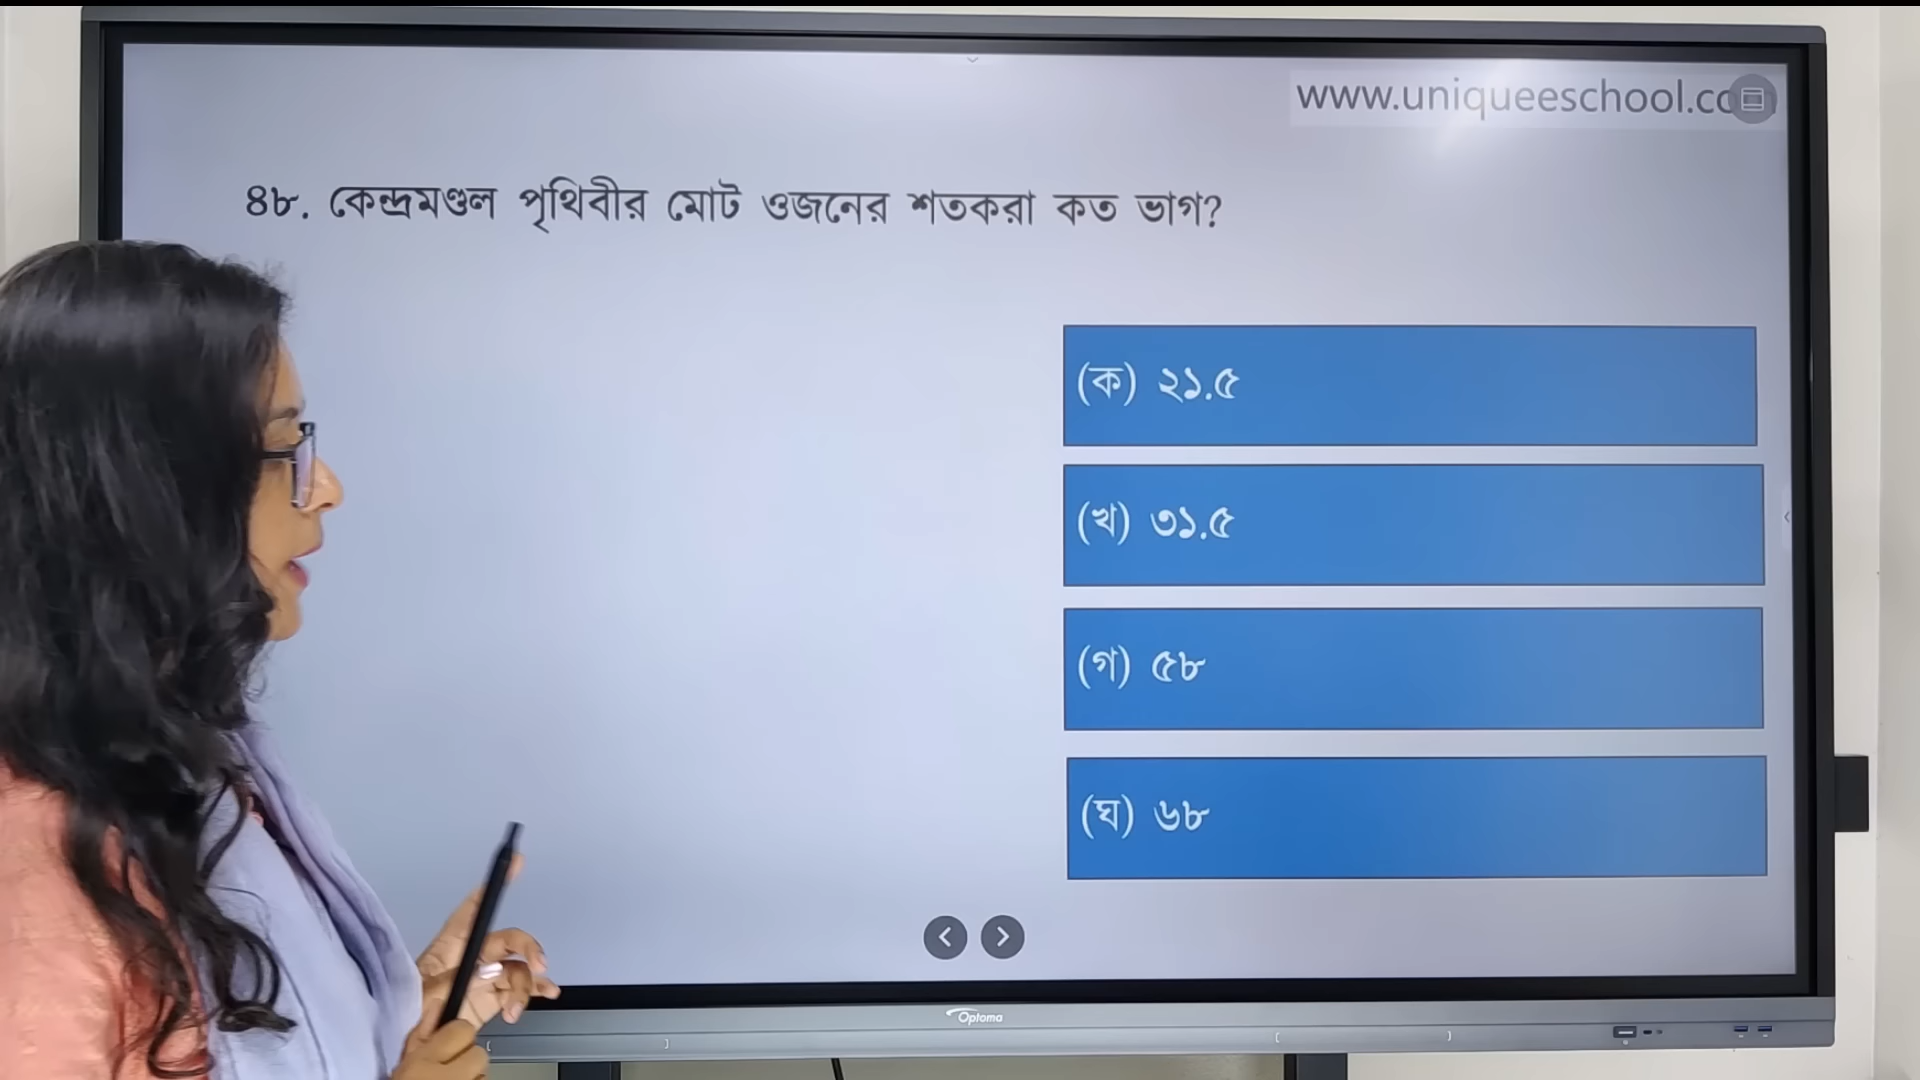 www.uniqueeschool.co
৪৮. কেন্দ্রমণ্ডল পৃথিবীর মোট ওজনের শতকরা কত ভাগ?
(ক) ২১.৫
(খ) ৩১.৫
(গ) ৫৮
(ঘ) ৬৮
Optoma